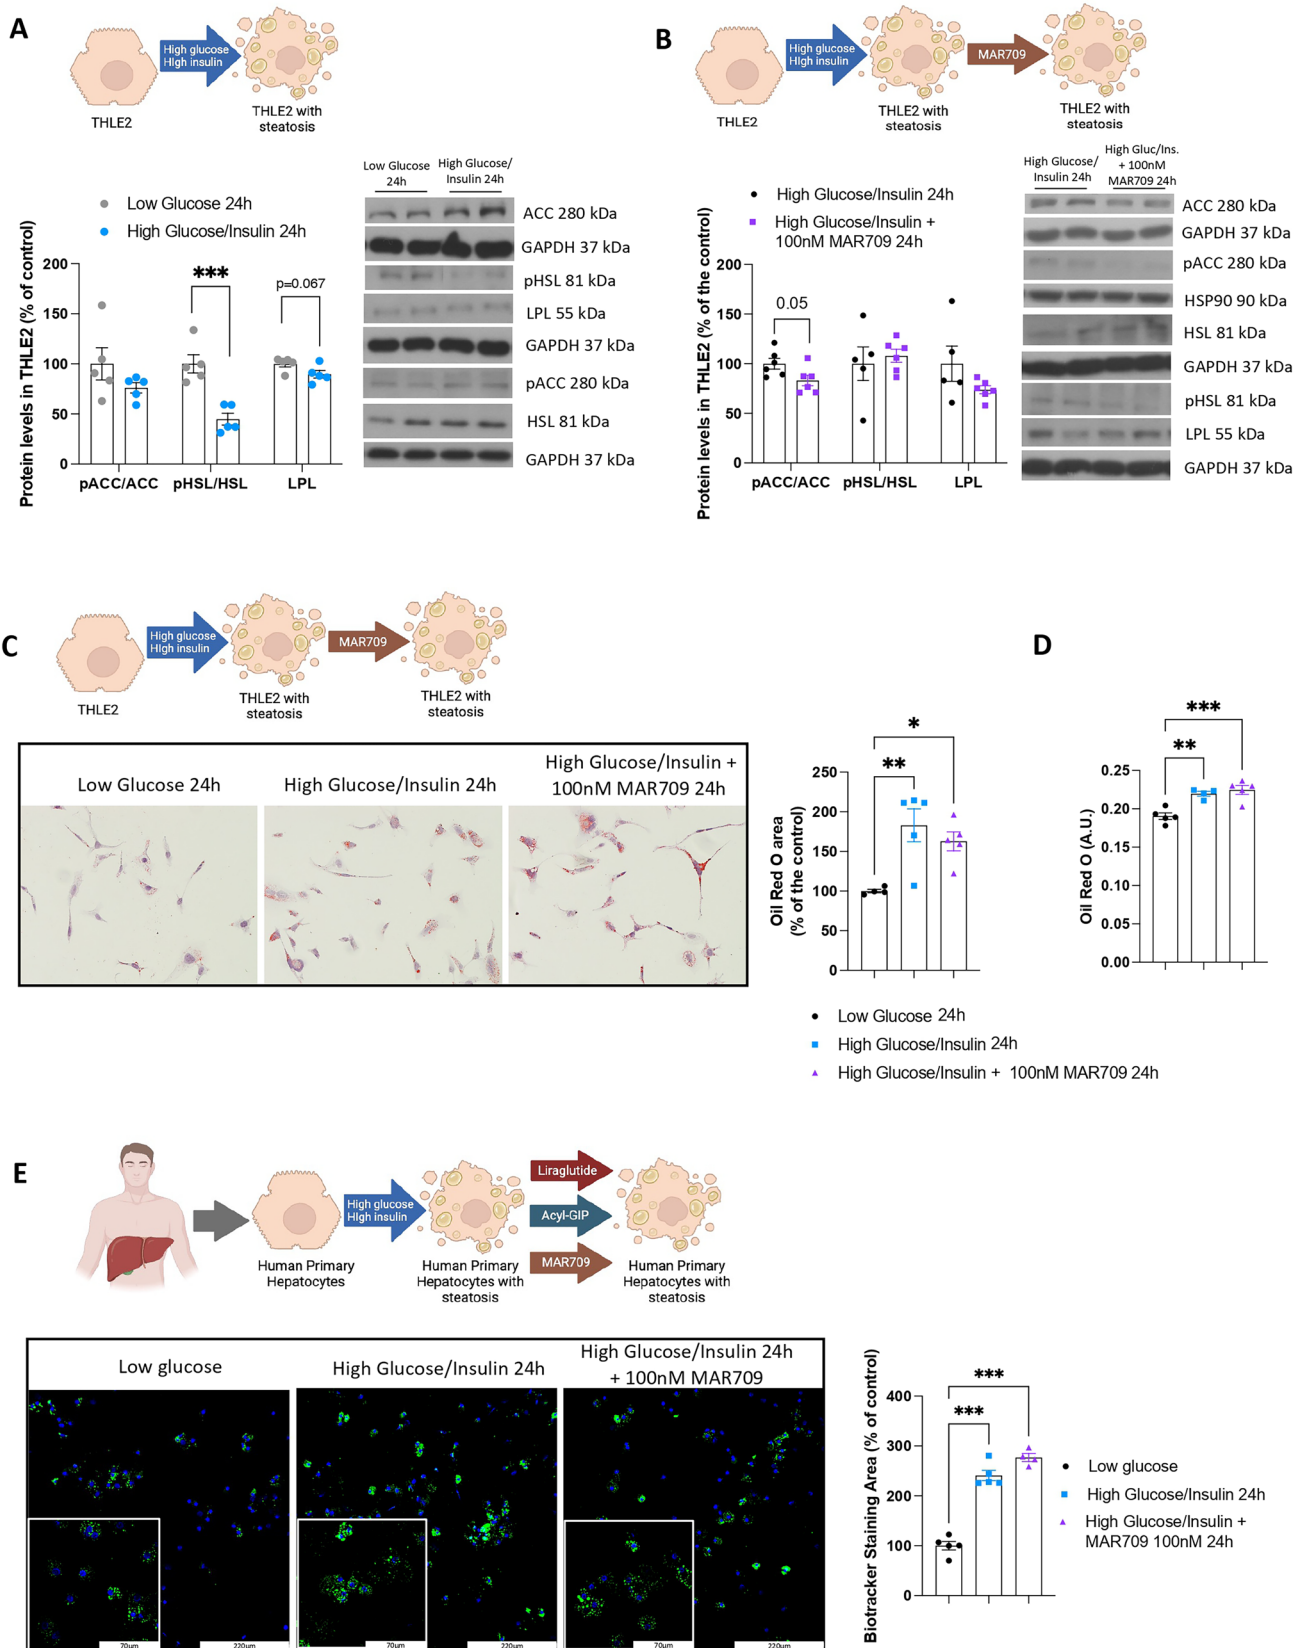 A
High glucose
HIgh insulin
THLE2
THLE2 with
steatosis
Low Glucose 24h
High Glucose/Insulin 24h
Protein levels in THLE2 (% of control)
200
150
100
50
0
***
p=0.067
pACC/ACC
pHSL/HSL
LPL
Low Glucose
24h
High Glucose/
Insulin 24h
ACC 280 kDa
GAPDH 37 kDa
pHSL 81 kDa
LPL 55 kDa
GAPDH 37 kDa
pACC 280 kDa
HSL 81 kDa
GAPDH 37 kDa
B
High glucose
HIgh insulin
MAR709
THLE2
THLE2 with
steatosis
THLE2 with
steatosis
High Glucose/Insulin 24h
High Glucose/Insulin +
100nM MAR709 24h
Protein levels in THLE2 (% of the control)
200
150
100
50
0
0.05
pACC/ACC
pHSL/HSL
LPL
High Glucose/
Insulin 24h
High Gluc/Ins.
+ 100nM
MAR709 24h
ACC 280 kDa
GAPDH 37 kDa
pACC 280 kDa
HSP90 90 kDa
HSL 81 kDa
GAPDH 37 kDa
pHSL 81 kDa
LPL 55 kDa
GAPDH 37 kDa
C
High glucose
HIgh insulin
MAR709
THLE2
THLE2 with
steatosis
THLE2 with
steatosis
Low Glucose 24h
High Glucose/Insulin 24h
High Glucose/Insulin +
100nM MAR709 24h
Oil Red O area
(% of the control)
250
200
150
100
50
0
**
*
D
Oil Red O (A.U.)
0.25
0.20
0.15
0.10
0.05
0.00
**
***
Low Glucose 24h
High Glucose/Insulin 24h
High Glucose/Insulin + 100nM MAR709 24h
E
High glucose
HIgh insulin
Liraglutide
Acyl-GIP
MAR709
Human Primary
Hepatocytes
Human Primary
Hepatocytes with
steatosis
Human Primary
Hepatocytes with
steatosis
Low glucose
High Glucose/Insulin 24h
High Glucose/Insulin 24h
+ 100nM MAR709
70um
220um
70um
220um
70um
220um
Biotracker Staining Area (% of control)
400
300
200
100
0
***
***
Low glucose
High Glucose/Insulin 24h
High Glucose/Insulin +
MAR709 100nM 24h